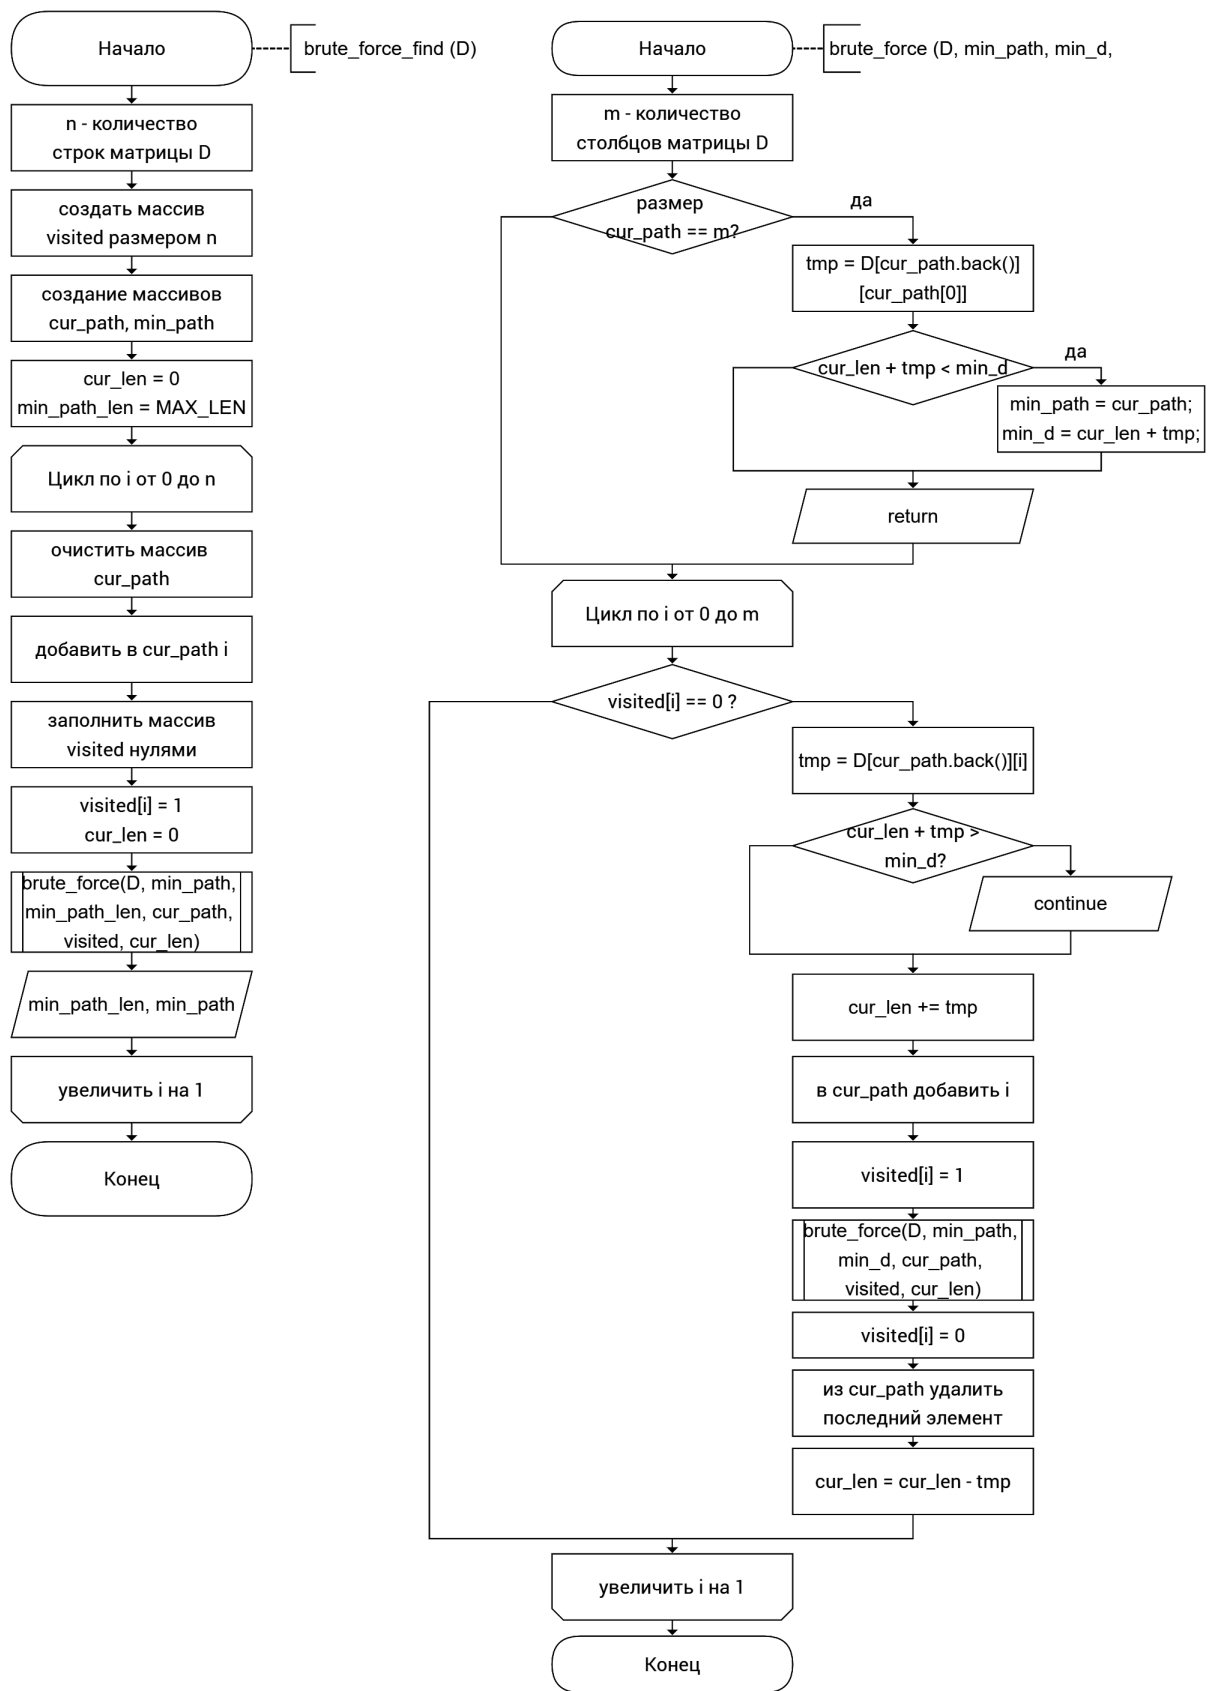 Начало
brute_force_find (D)
n - количество
строк матрицы D
создать массив
visited размером n
создание массивов
cur_path, min_path
cur_len = 0
min_path_len = MAX_LEN
Цикл по i от 0 до n
очистить массив
cur_path
добавить в cur_path i
заполнить массив
visited нулями
visited[i] = 1
cur_len = 0
brute_force(D, min_path,
min_path_len, cur_path,
visited, cur_len)
min_path_len, min_path
увеличить i на 1
Конец
Начало
brute_force (D, min_path, min_d,
m - количество
столбцов матрицы D
размер
cur_path == m?
да
tmp = D[cur_path.back()]
[cur_path[0]]
cur_len + tmp < min_d
да
min_path = cur_path;
min_d = cur_len + tmp;
return
Цикл по i от 0 до m
visited[i] == 0 ?
tmp = D[cur_path.back()][i]
cur_len + tmp >
min_d?
continue
cur_len += tmp
в cur_path добавить i
visited[i] = 1
brute_force(D, min_path,
min_d, cur_path,
visited, cur_len)
visited[i] = 0
из cur_path удалить
последний элемент
cur_len = cur_len - tmp
увеличить i на 1
Конец